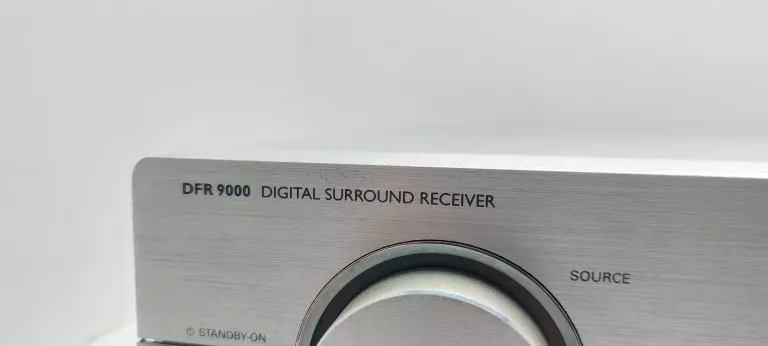 DFR 9000 DIGITAL SURROUND RECEIVER
SOURCE
⏻ STANDBY-ON